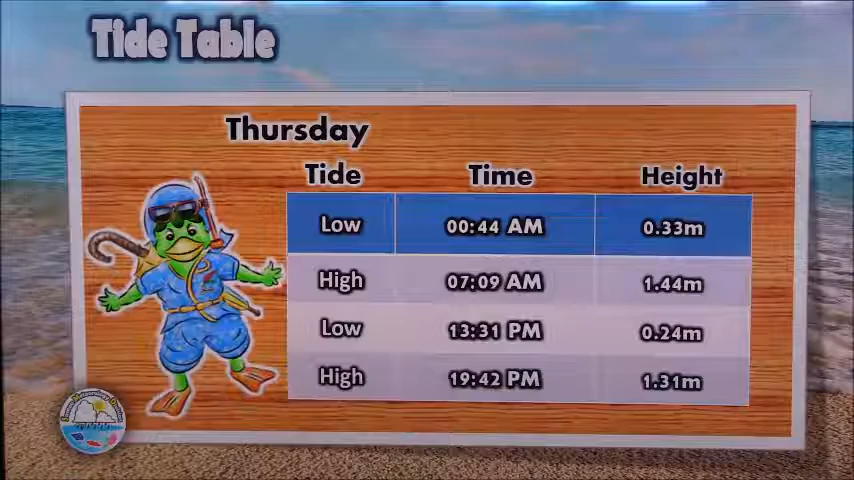 Tide Table
Thursday
Tide Time Height
Low 00:44 AM 0.33m
High 07:09 AM 1.44m
Low 13:31 PM 0.24m
High 19:42 PM 1.31m